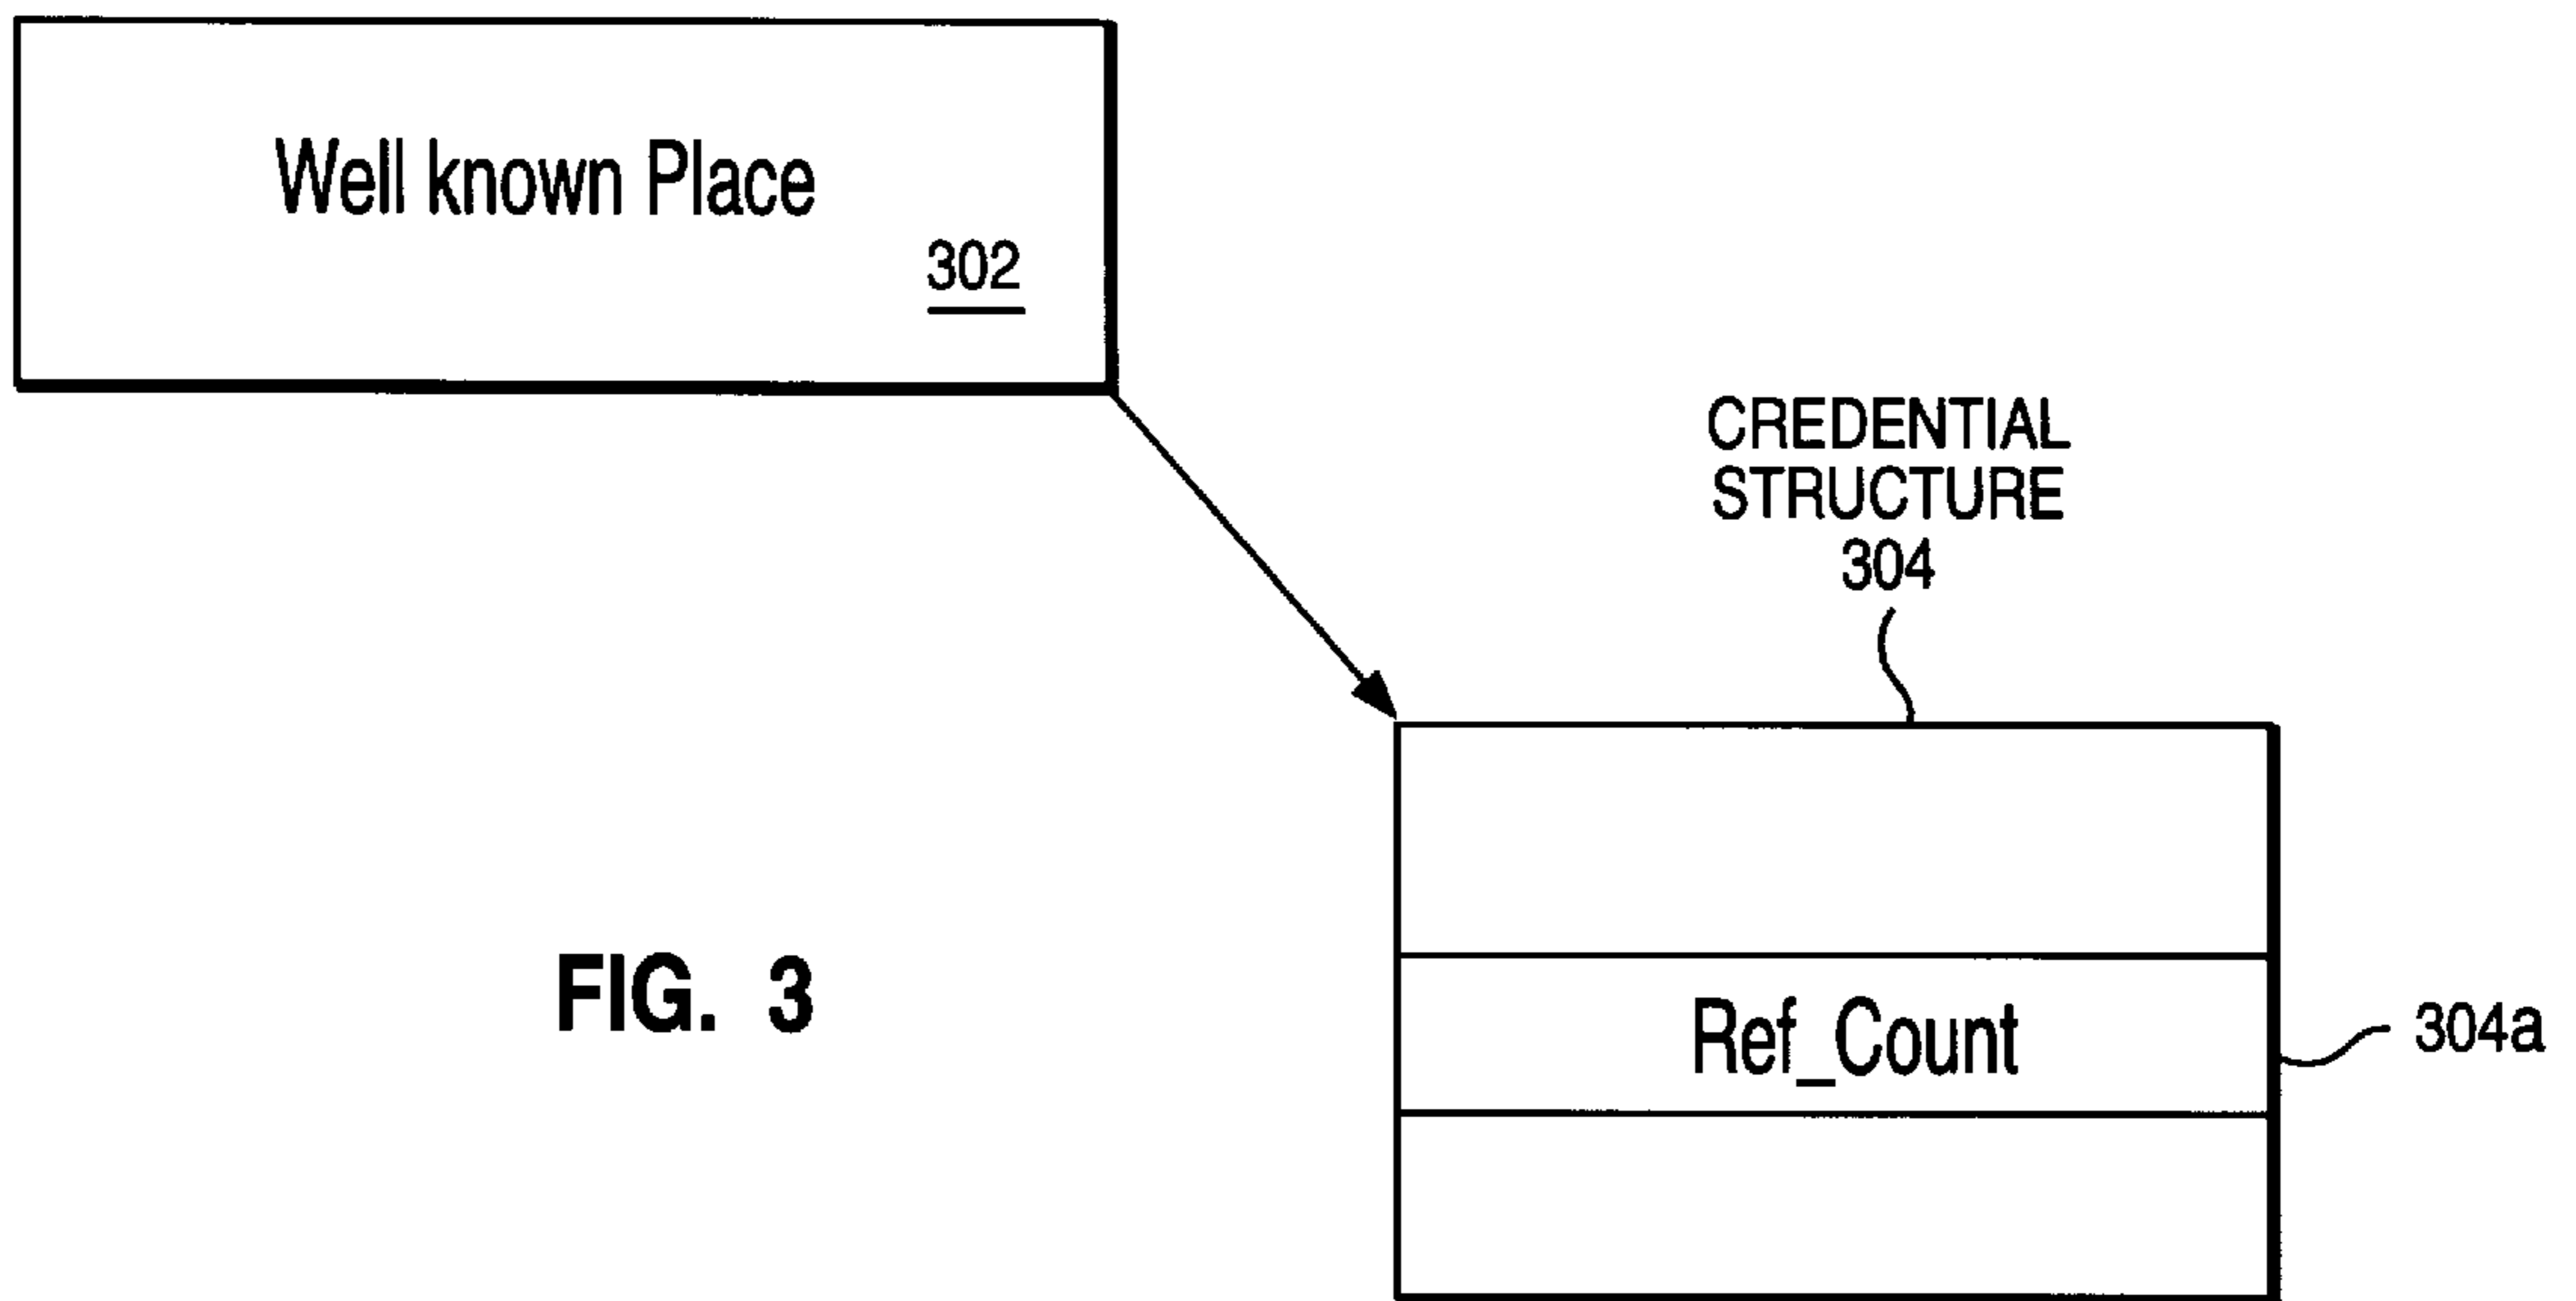 Well known Place
302
CREDENTIAL
STRUCTURE
304
Ref_Count
304a
FIG. 3